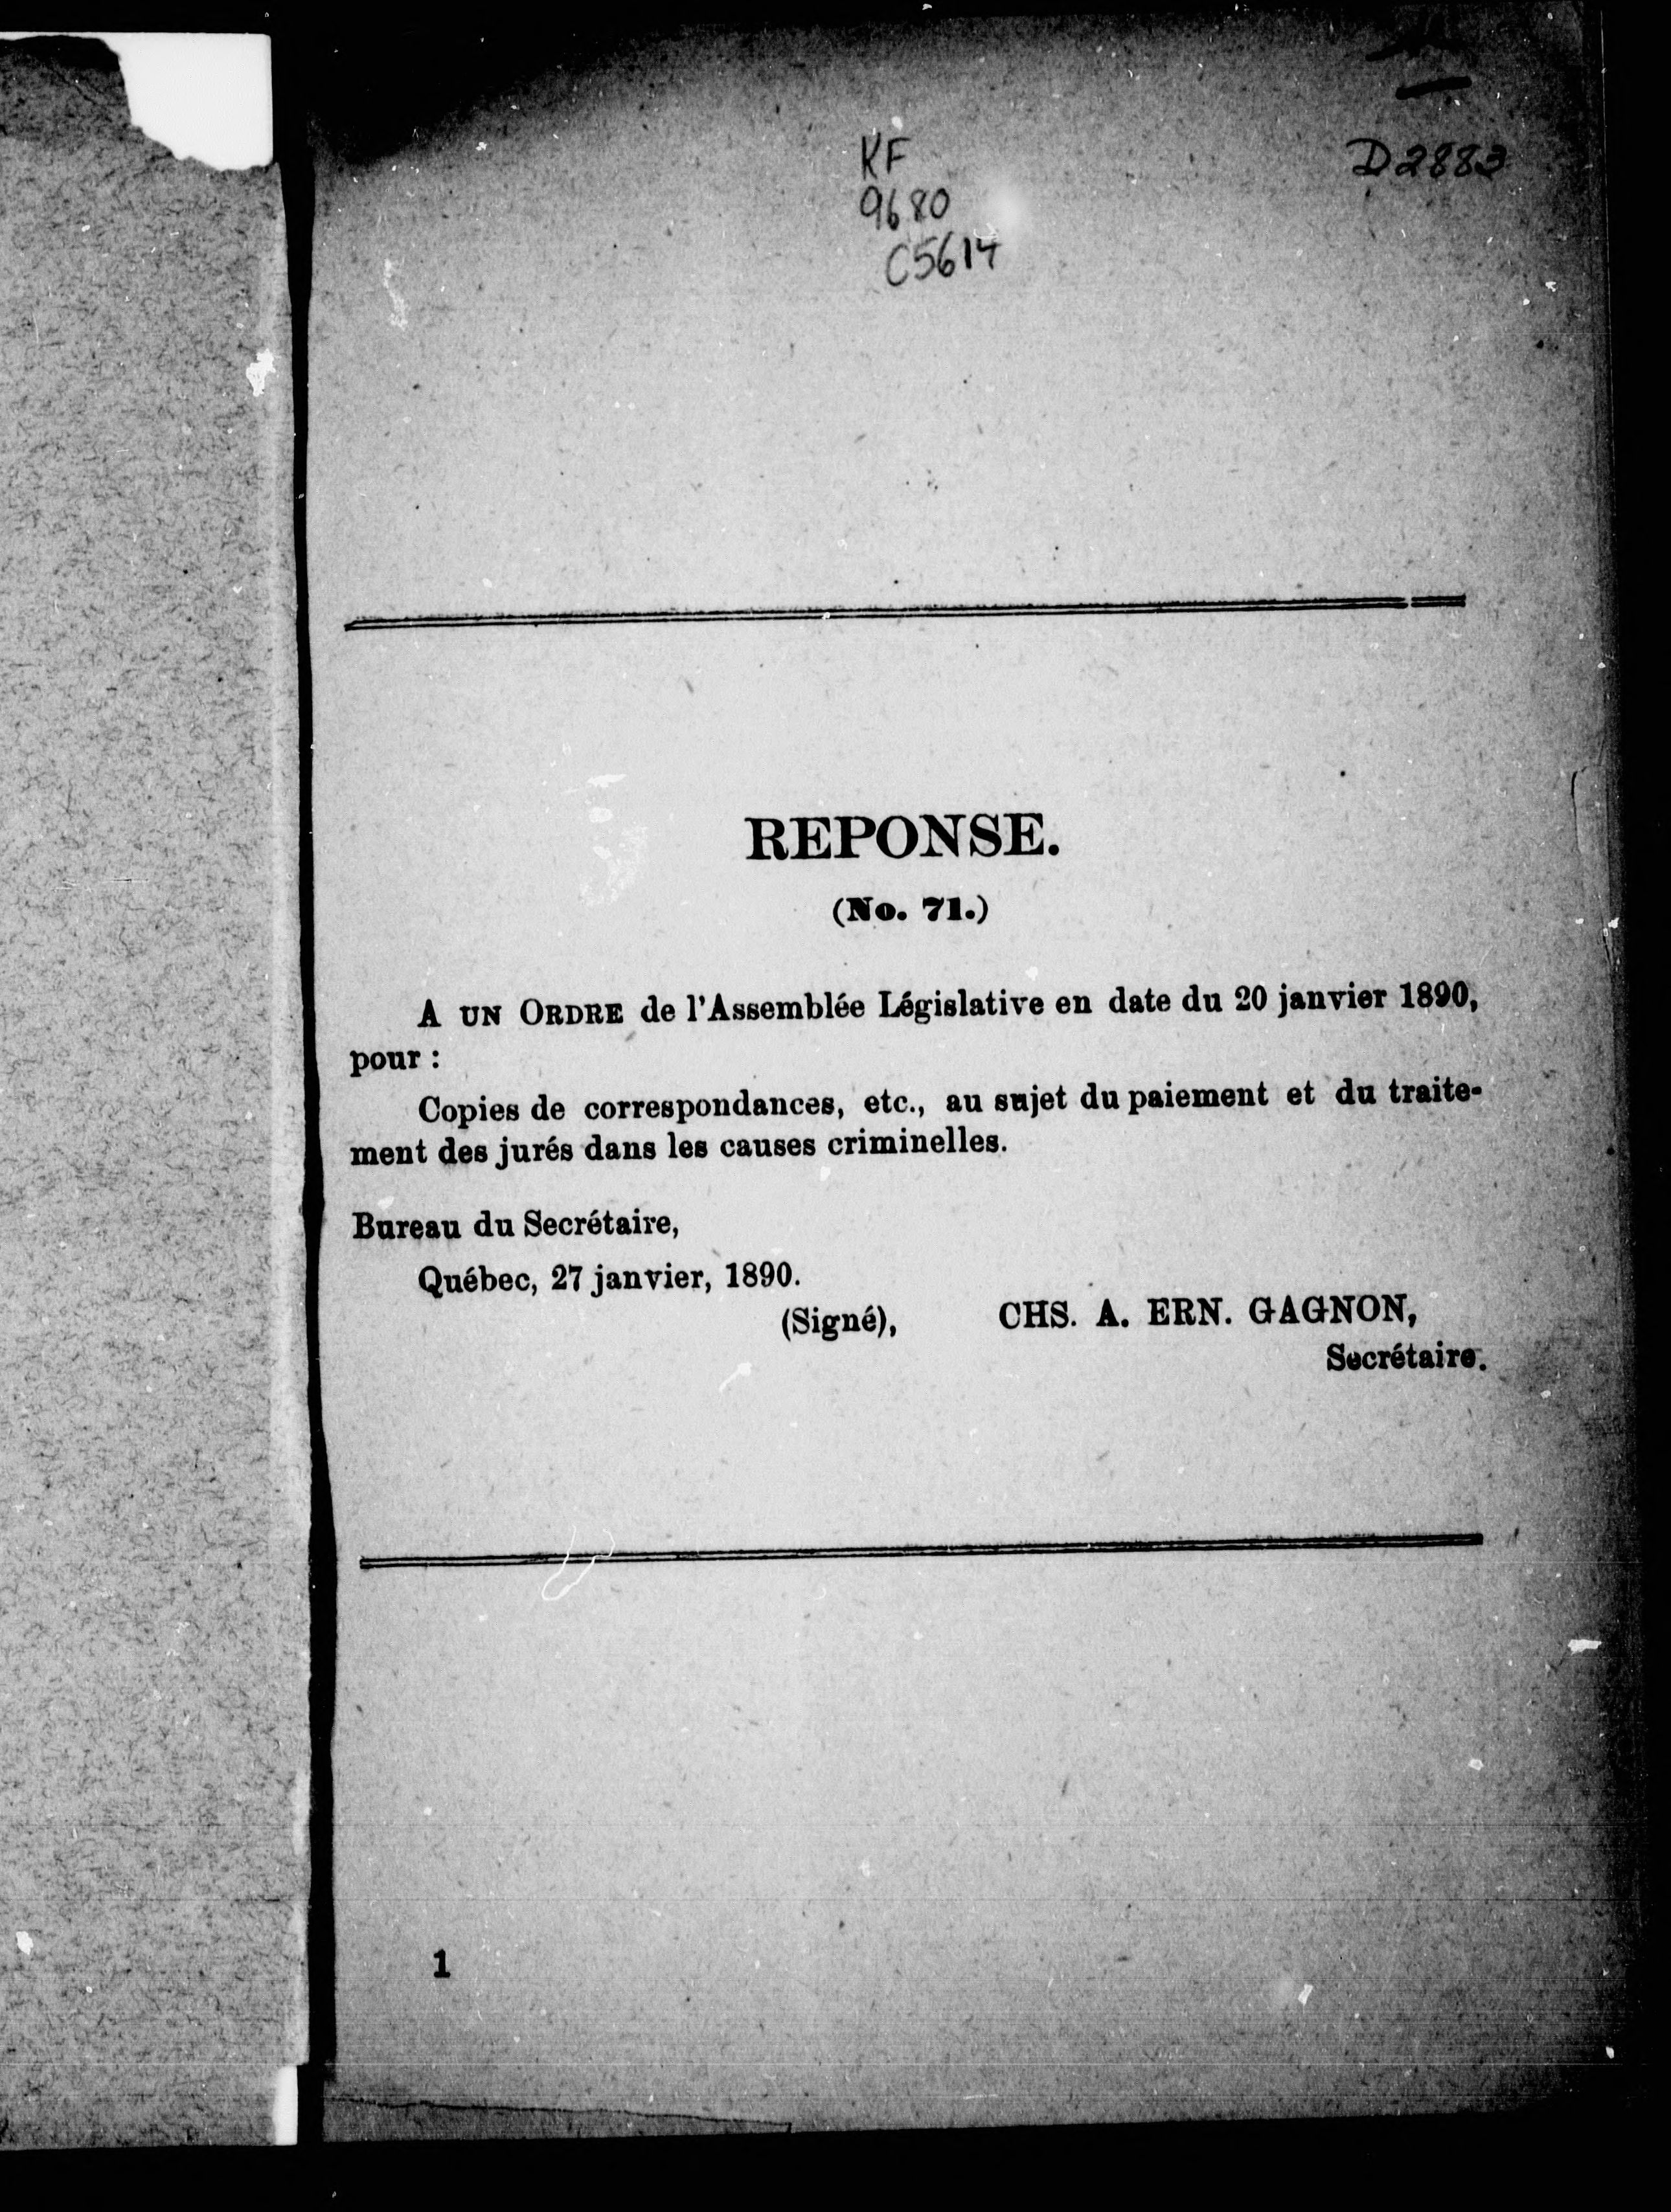 KF
9680
C5614
D2883
REPONSE.
(No. 71.)
A UN ORDRE de l'Assemblée Législative en date du 20 janvier 1890,
pour :
Copies de correspondances, etc., au sujet du paiement et du traite-
ment des jurés dans les causes criminelles.
Bureau du Secrétaire,
Québec, 27 janvier, 1890.
(Signé), CHS. A. ERN. GAGNON,
Secrétaire.
1